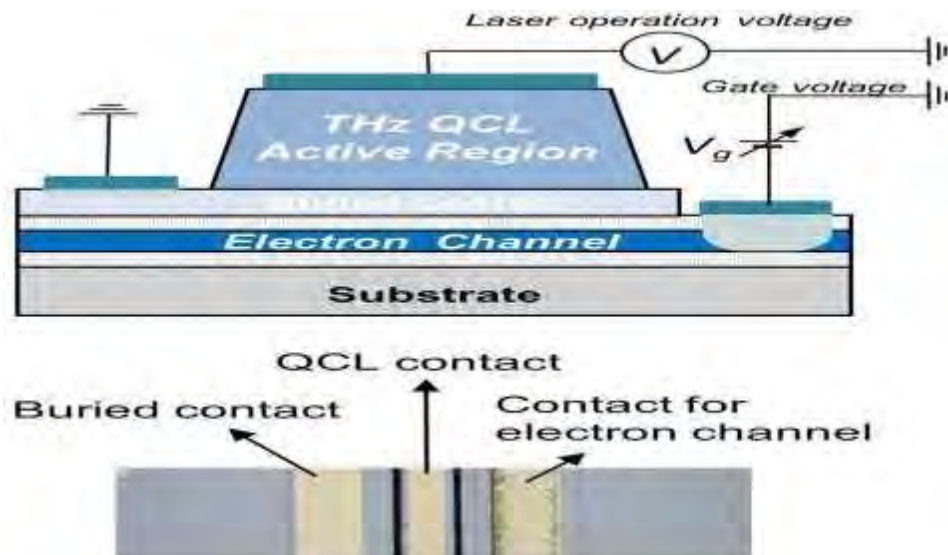 Laser operation voltage
V
Gate voltage
THz QCL
Active Region
Vg
Electron Channel
Substrate
QCL contact
Buried contact
Contact for
electron channel